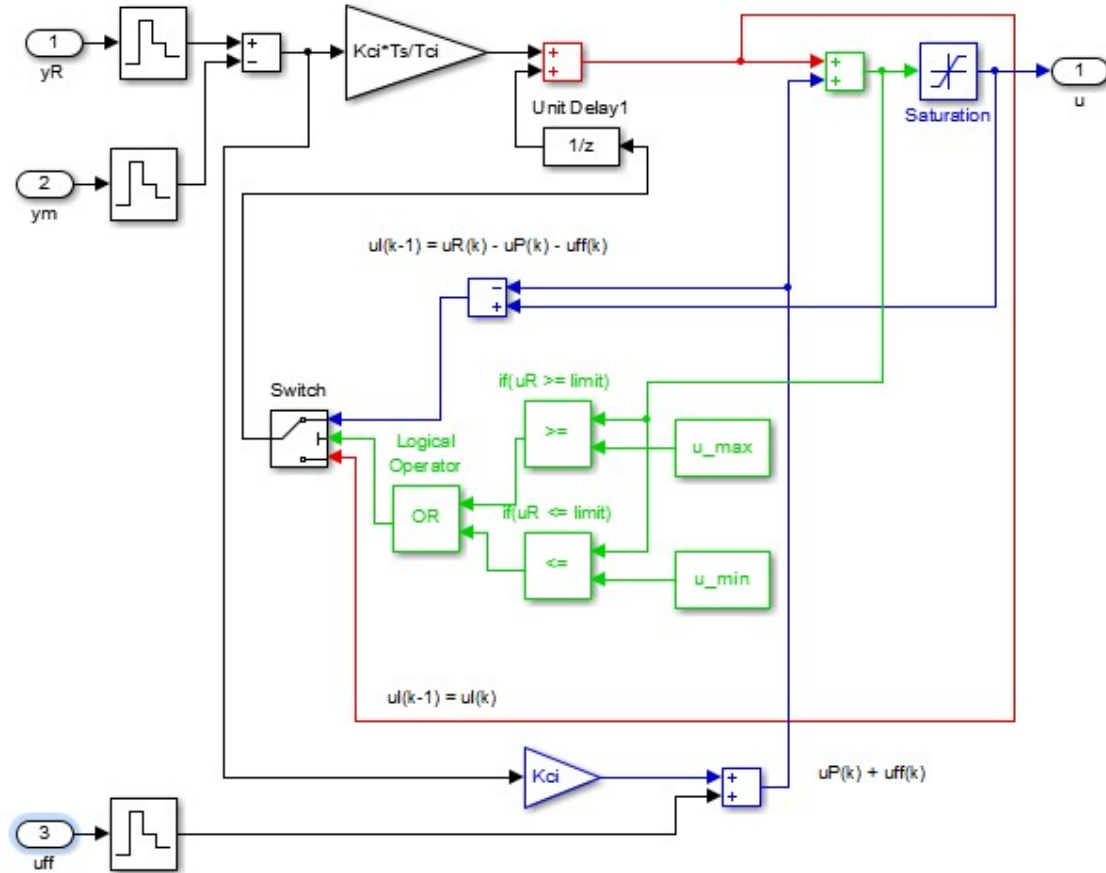 1
yR
Kci*Ts/Tci
+
-
+
+
+
+
Saturation
1
u
Unit Delay1
1/z
2
ym
uI(k-1) = uR(k) - uP(k) - uff(k)
-
+
Switch
if(uR >= limit)
>=
u_max
Logical
Operator
OR
if(uR <= limit)
<=
u_min
uI(k-1) = uI(k)
Kci
+
+
uP(k) + uff(k)
3
uff